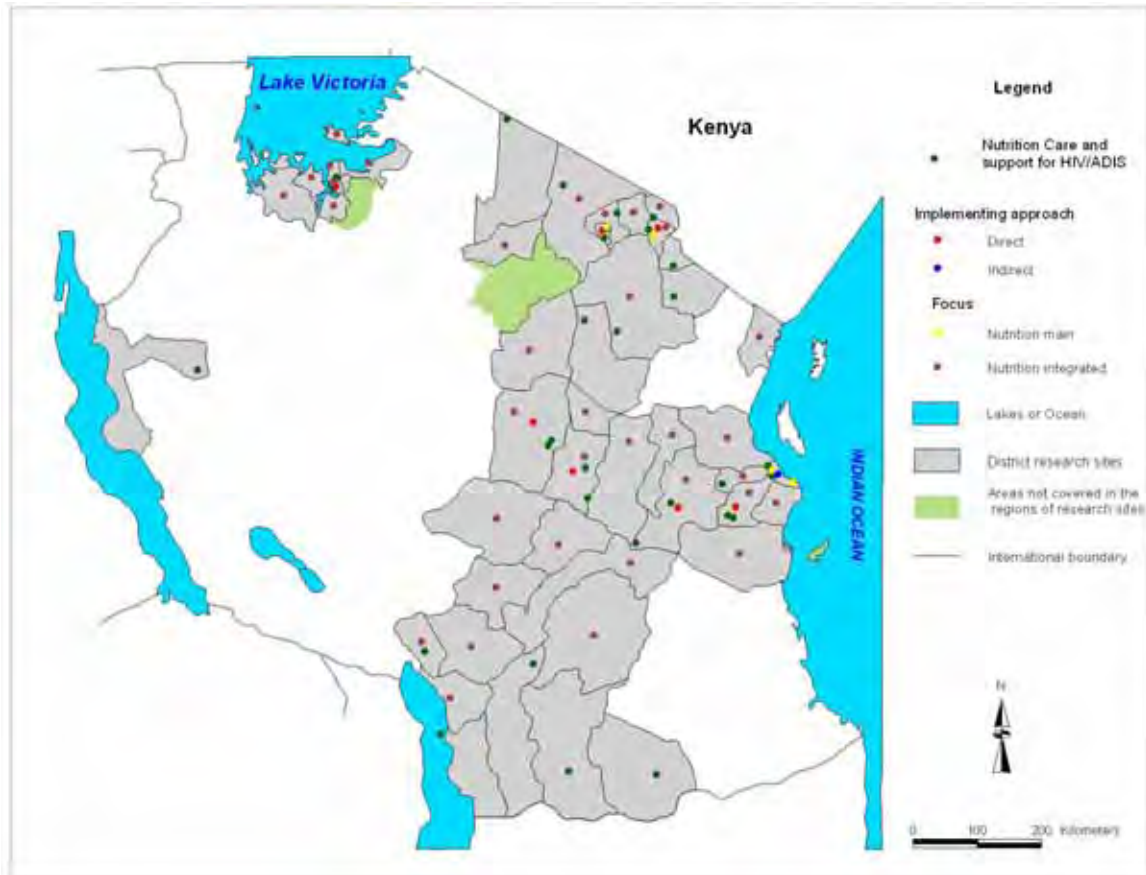 Lake Victoria
Kenya
INDIAN OCEAN
Legend
Nutrition Care and
support for HIV/ADIS
Implementing approach
Direct
Indirect
Focus
Nutrition main
Nutrition integrated
Lakes or Ocean
District research sites
Areas not covered in the
regions of research sites
International boundary
N
0 100 200 Kilometers